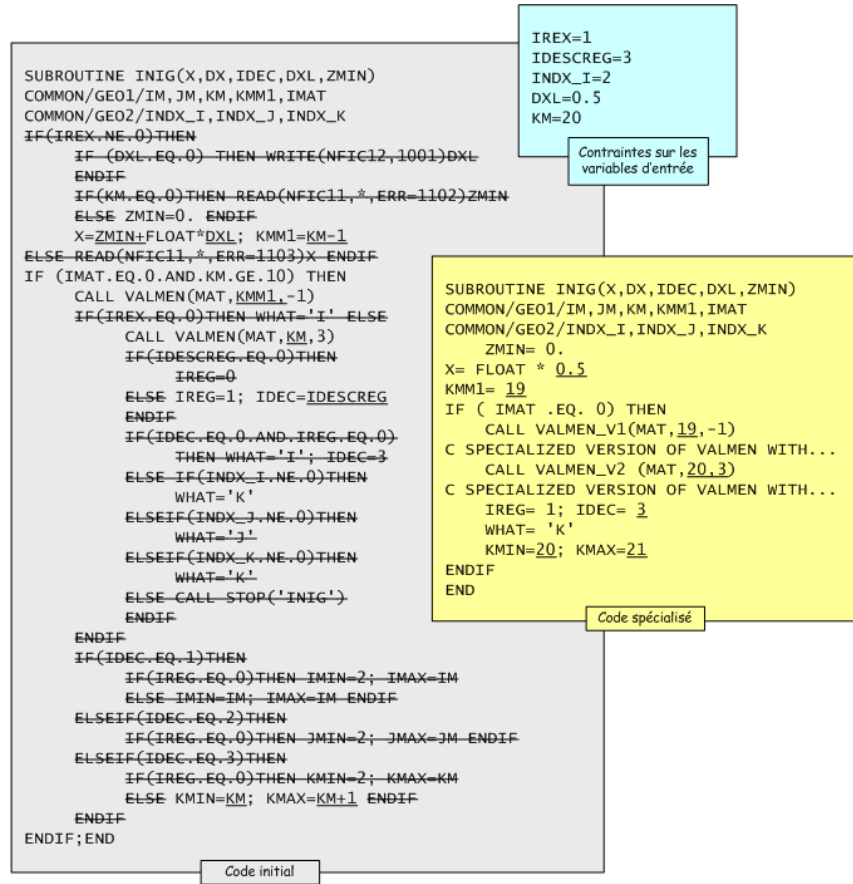 IREX=1
IDESCREG=3
INDX_I=2
DXL=0.5
KM=20
Contraintes sur les
variables d'entrée
SUBROUTINE INIG(X,DX,IDEC,DXL,ZMIN)
COMMON/GEO1/IM,JM,KM,KMM1,IMAT
COMMON/GEO2/INDX_I,INDX_J,INDX_K
IF(IREX.NE.0)THEN
IF (DXL.EQ.0) THEN WRITE(NFIC12,1001)DXL
ENDIF
IF(KM.EQ.0)THEN READ(NFIC11,*,ERR=1102)ZMIN
ELSE ZMIN=0. ENDIF
X=ZMIN+FLOAT*DXL; KMM1=KM-1
ELSE READ(NFIC11,*,ERR=1103)X ENDIF
IF (IMAT.EQ.0.AND.KM.GE.10) THEN
CALL VALMEN(MAT,KMM1,-1)
IF(IREX.EQ.0)THEN WHAT='I' ELSE
CALL VALMEN(MAT,KM,3)
IF(IDESCREG.EQ.0)THEN
IREG=0
ELSE IREG=1; IDEC=IDESCREG
ENDIF
IF(IDEC.EQ.0.AND.IREG.EQ.0)
THEN WHAT='I'; IDEC=3
ELSE IF(INDX_I.NE.0)THEN
WHAT='K'
ELSEIF(INDX_J.NE.0)THEN
WHAT='J'
ELSEIF(INDX_K.NE.0)THEN
WHAT='K'
ELSE CALL STOP('INIG')
ENDIF
ENDIF
IF(IDEC.EQ.1)THEN
IF(IREG.EQ.0)THEN IMIN=2; IMAX=IM
ELSE IMIN=IM; IMAX=IM ENDIF
ELSEIF(IDEC.EQ.2)THEN
IF(IREG.EQ.0)THEN JMIN=2; JMAX=JM ENDIF
ELSEIF(IDEC.EQ.3)THEN
IF(IREG.EQ.0)THEN KMIN=2; KMAX=KM
ELSE KMIN=KM; KMAX=KM+1 ENDIF
ENDIF
ENDIF;END
Code initial
SUBROUTINE INIG(X,DX,IDEC,DXL,ZMIN)
COMMON/GEO1/IM,JM,KM,KMM1,IMAT
COMMON/GEO2/INDX_I,INDX_J,INDX_K
ZMIN= 0.
X= FLOAT * 0.5
KMM1= 19
IF ( IMAT .EQ. 0) THEN
CALL VALMEN_V1(MAT,19,-1)
C SPECIALIZED VERSION OF VALMEN WITH...
CALL VALMEN_V2 (MAT,20,3)
C SPECIALIZED VERSION OF VALMEN WITH...
IREG= 1; IDEC= 3
WHAT= 'K'
KMIN=20; KMAX=21
ENDIF
END
Code spécialisé